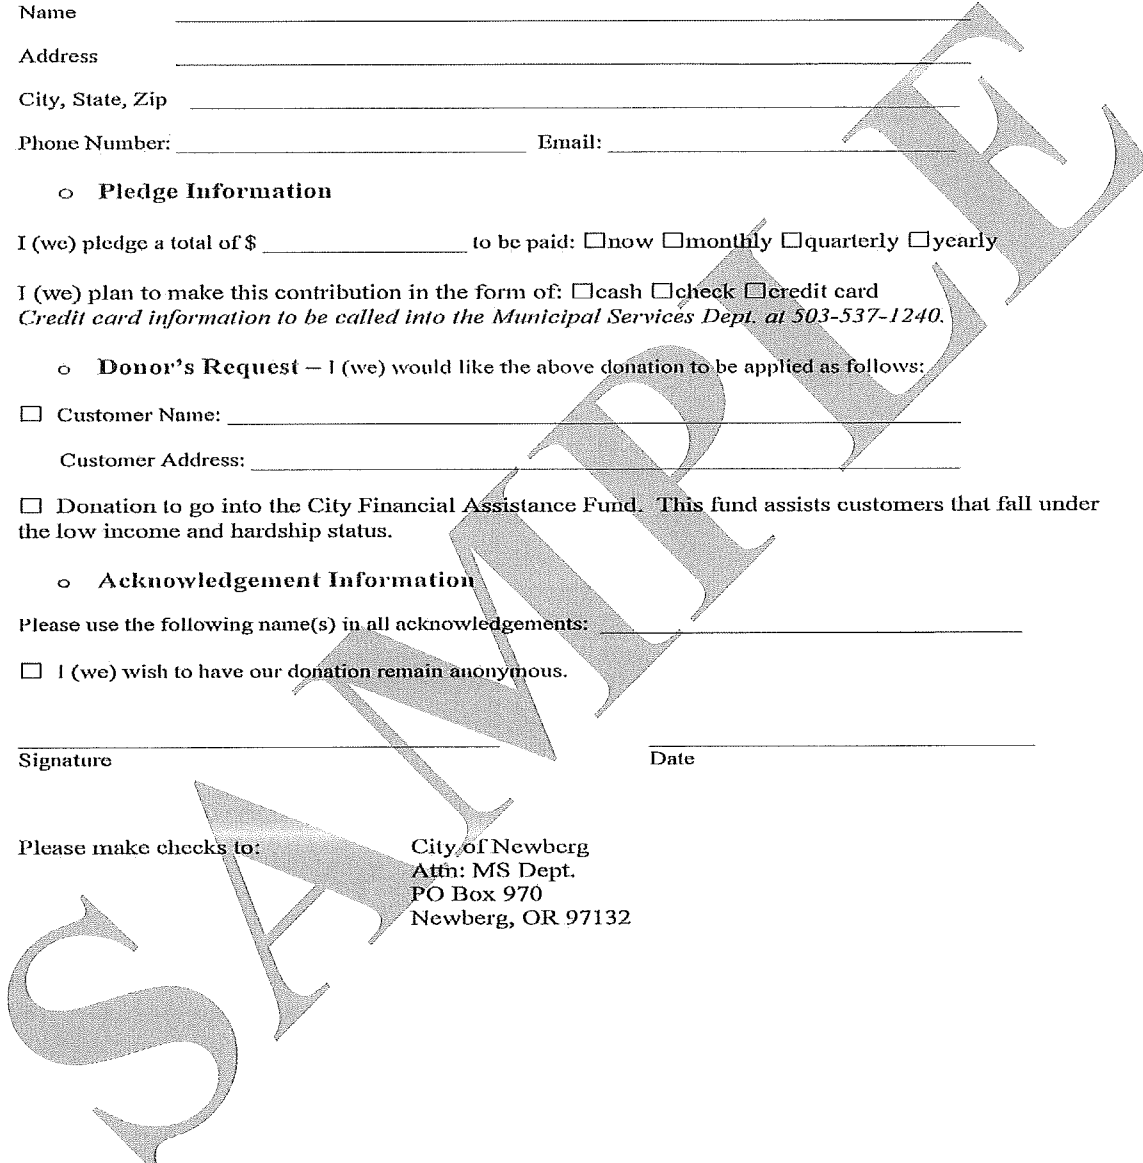 Name
Address
City, State, Zip
Phone Number: Email:
o Pledge Information
I (we) pledge a total of $ to be paid: ☐now ☐monthly ☐quarterly ☐yearly
I (we) plan to make this contribution in the form of: ☐cash ☐check ☐credit card
Credit card information to be called into the Municipal Services Dept. at 503-537-1240.
o Donor's Request – I (we) would like the above donation to be applied as follows:
☐ Customer Name:
Customer Address:
☐ Donation to go into the City Financial Assistance Fund. This fund assists customers that fall under
the low income and hardship status.
o Acknowledgement Information
Please use the following name(s) in all acknowledgements:
☐ I (we) wish to have our donation remain anonymous.
Signature Date
Please make checks to: City of Newberg
Attn: MS Dept.
PO Box 970
Newberg, OR 97132
SAMPLE